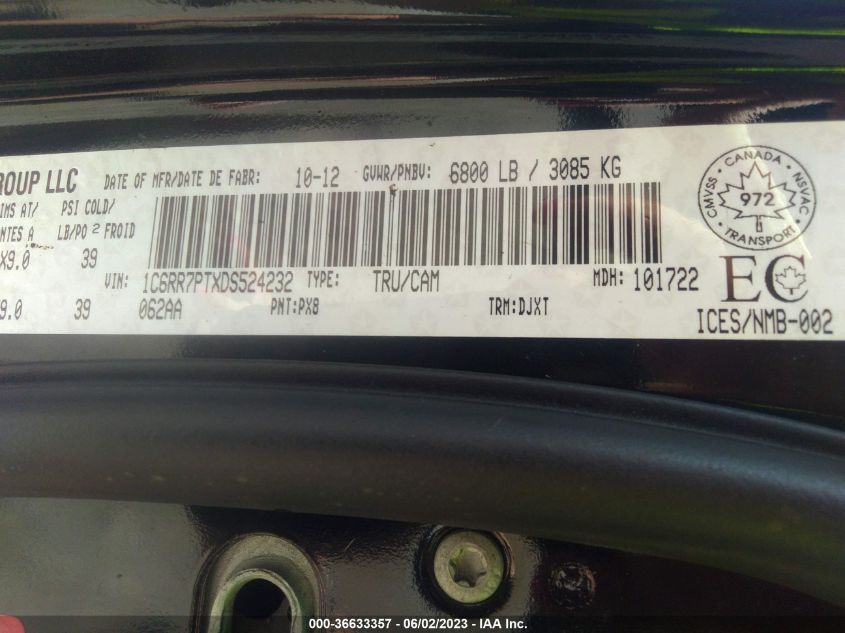 ROUP LLC DATE OF MFR/DATE DE FABR: 10-12 GVWR/PNBV: 6800 LB / 3085 KG
IMS AT/ PSI COLD/
NTES A LB/PO 2 FROID
X9.0 39
VIN: 1C6RR7PTXDS524232 TYPE: TRU/CAM MDH: 101722
9.0 39 062AA PNT:PX8 TRM:DJXT
CANADA
CMVSS NSVAC
972
TRANSPORT
EC
ICES/NMB-002
000-36633357 - 06/02/2023 - IAA Inc.